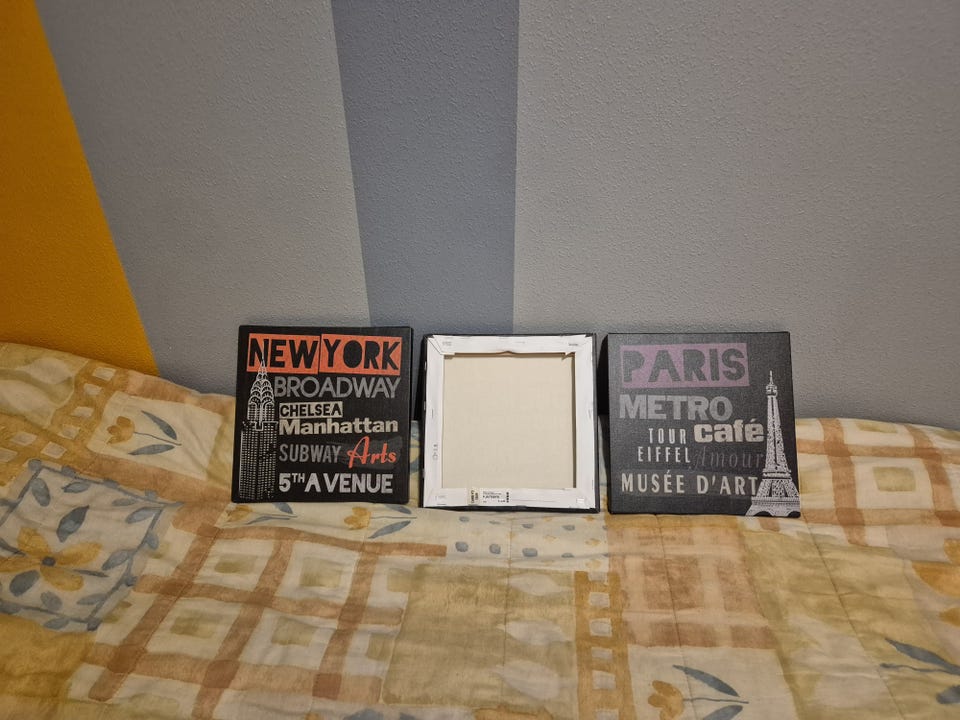 NEW YORK
BROADWAY
CHELSEA
Manhattan
SUBWAY Arts
5TH AVENUE
PARIS
METRO
TOUR café
EIFFEL Amour
MUSÉE D'ART